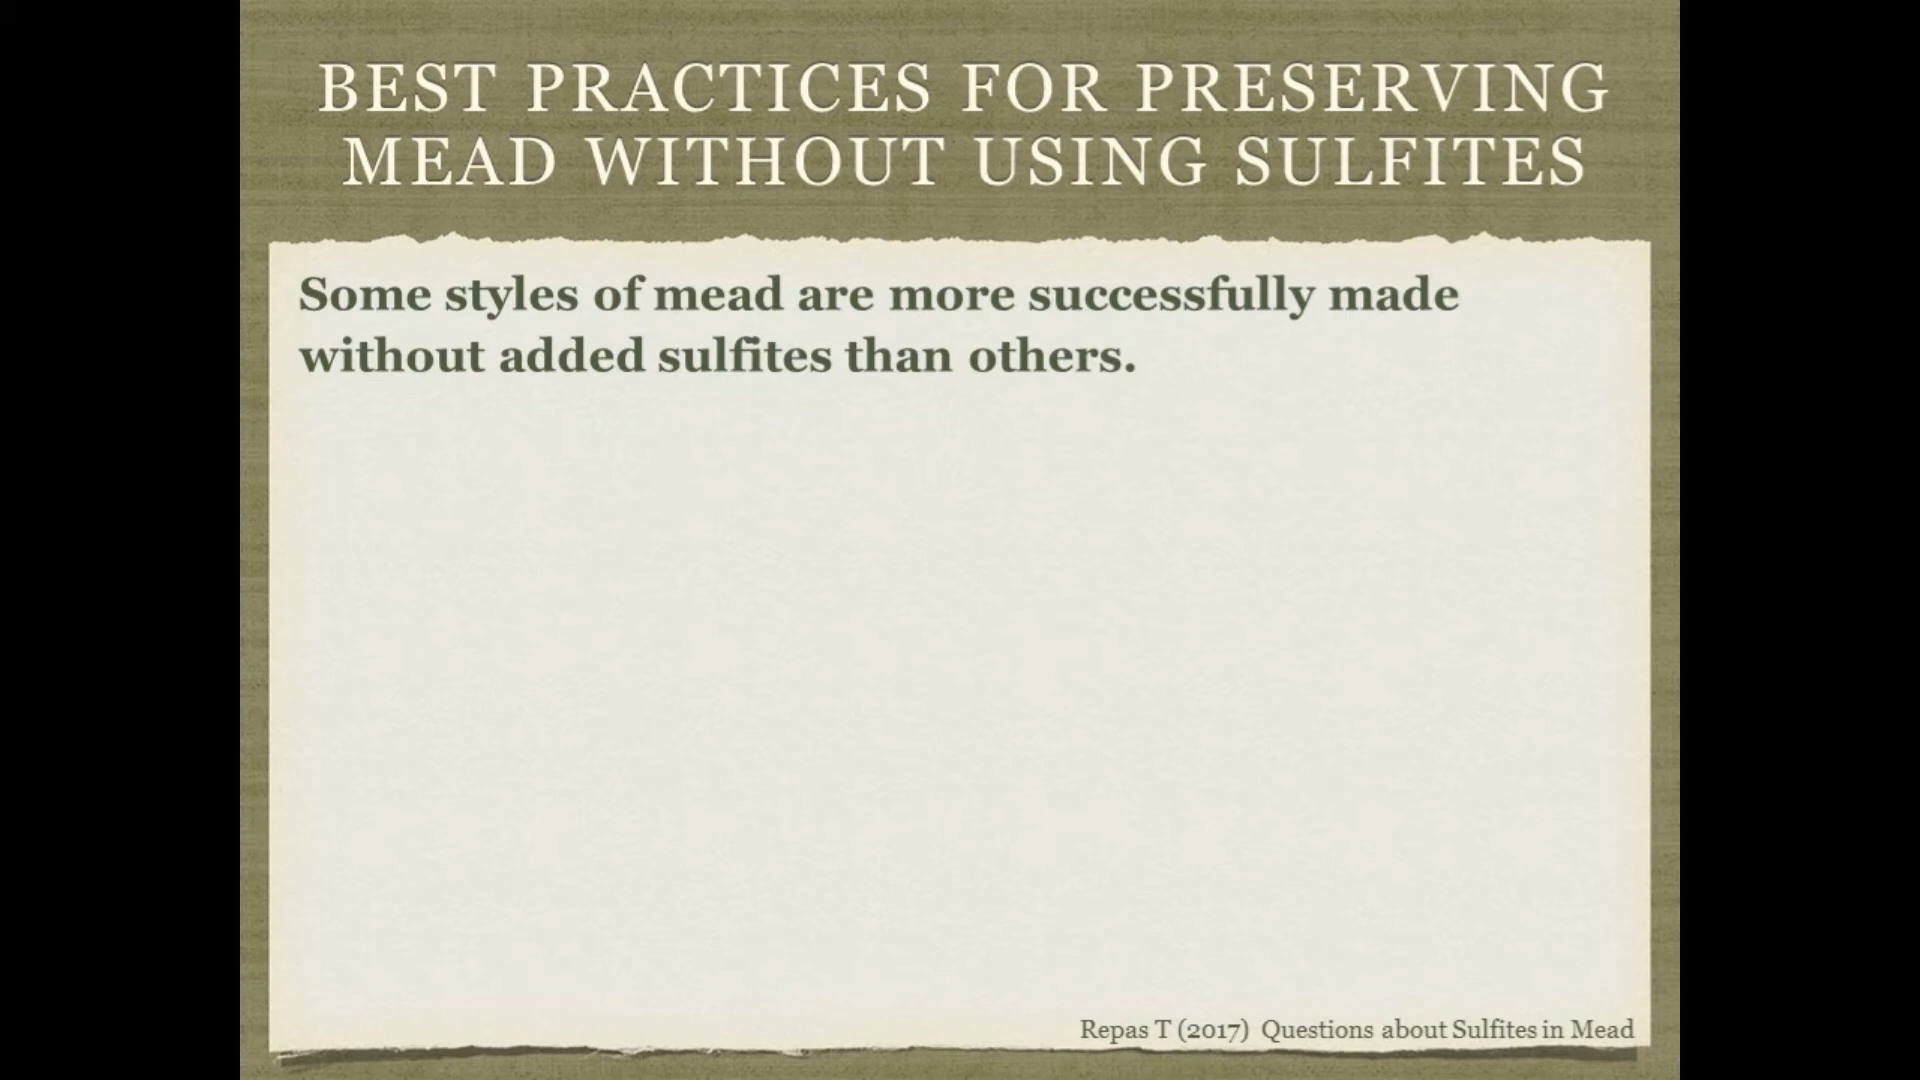 BEST PRACTICES FOR PRESERVING
MEAD WITHOUT USING SULFITES
Some styles of mead are more successfully made
without added sulfites than others.
Repas T (2017) Questions about Sulfites in Mead